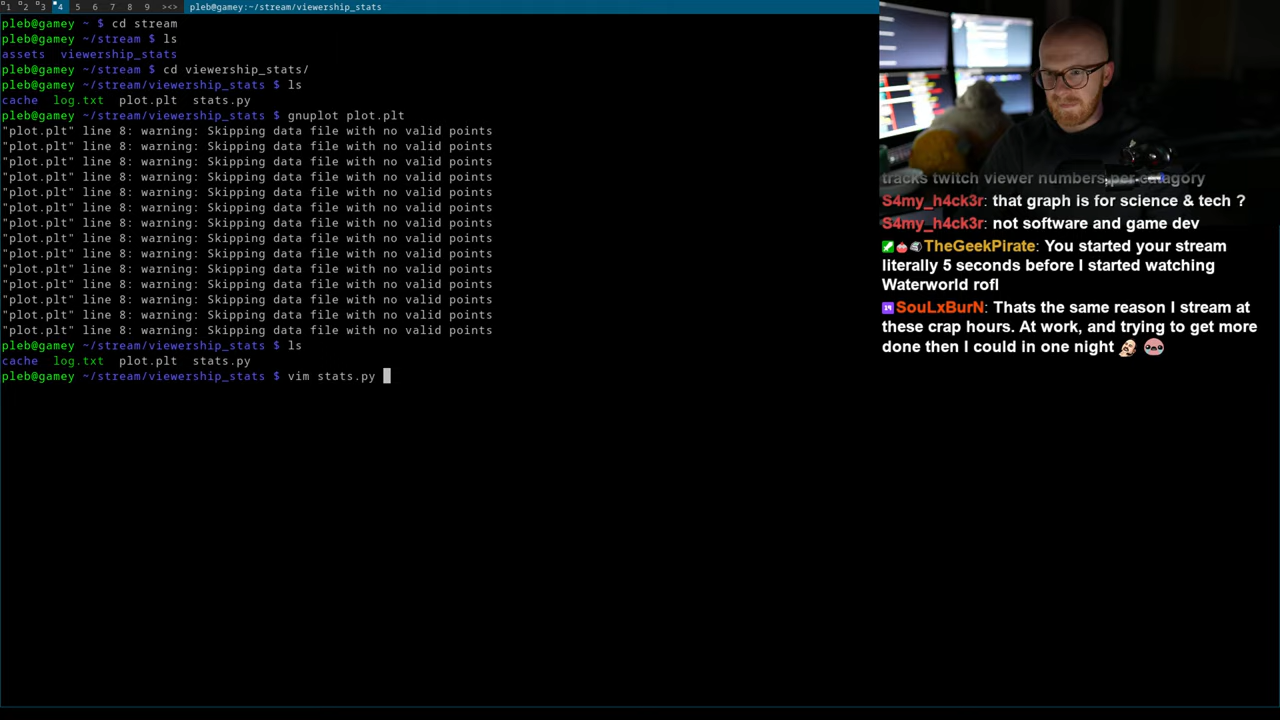 1 2 3 4 5 6 7 8 9 ><> pleb@gamey:~/stream/viewership_stats
pleb@gamey ~ $ cd stream
pleb@gamey ~/stream $ ls
assets viewership_stats
pleb@gamey ~/stream $ cd viewership_stats/
pleb@gamey ~/stream/viewership_stats $ ls
cache log.txt plot.plt stats.py
pleb@gamey ~/stream/viewership_stats $ gnuplot plot.plt
"plot.plt" line 8: warning: Skipping data file with no valid points
"plot.plt" line 8: warning: Skipping data file with no valid points
"plot.plt" line 8: warning: Skipping data file with no valid points
"plot.plt" line 8: warning: Skipping data file with no valid points
"plot.plt" line 8: warning: Skipping data file with no valid points
"plot.plt" line 8: warning: Skipping data file with no valid points
"plot.plt" line 8: warning: Skipping data file with no valid points
"plot.plt" line 8: warning: Skipping data file with no valid points
"plot.plt" line 8: warning: Skipping data file with no valid points
"plot.plt" line 8: warning: Skipping data file with no valid points
"plot.plt" line 8: warning: Skipping data file with no valid points
"plot.plt" line 8: warning: Skipping data file with no valid points
"plot.plt" line 8: warning: Skipping data file with no valid points
"plot.plt" line 8: warning: Skipping data file with no valid points
pleb@gamey ~/stream/viewership_stats $ ls
cache log.txt plot.plt stats.py
pleb@gamey ~/stream/viewership_stats $ vim stats.py
tracks twitch viewer numbers per catagory
S4my_h4ck3r: that graph is for science & tech ?
S4my_h4ck3r: not software and game dev
TheGeekPirate: You started your stream
literally 5 seconds before I started watching
Waterworld rofl
SouLxBurN: Thats the same reason I stream at
these crap hours. At work, and trying to get more
done then I could in one night